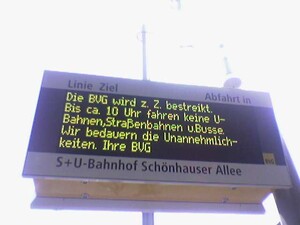 Linie Ziel Abfahrt in
Die BVG wird z. Z. bestreikt.
Bis ca. 10 Uhr fahren keine U-
Bahnen,Straßenbahnen u.Busse
Wir bedauern die Unannehmlich-
keiten. Ihre BVG
S+U-Bahnhof Schönhauser Allee